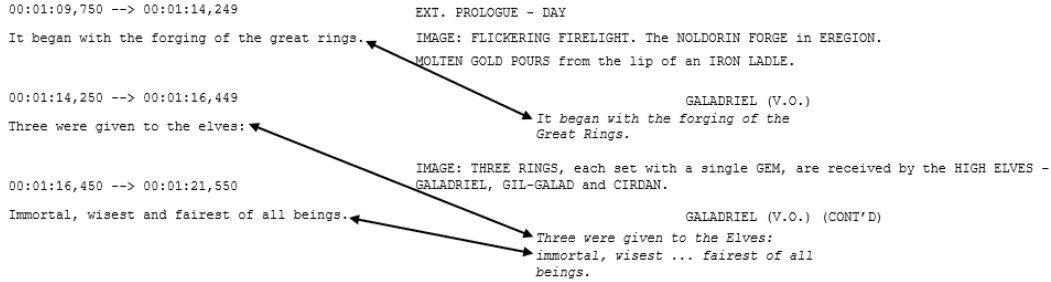 00:01:09,750 --> 00:01:14,249
It began with the forging of the great rings.
00:01:14,250 --> 00:01:16,449
Three were given to the elves:
00:01:16,450 --> 00:01:21,550
Immortal, wisest and fairest of all beings.
EXT. PROLOGUE - DAY
IMAGE: FLICKERING FIRELIGHT. The NOLDORIN FORGE in EREGION.
MOLTEN GOLD POURS from the lip of an IRON LADLE.
GALADRIEL (V.O.)
It began with the forging of the
Great Rings.
IMAGE: THREE RINGS, each set with a single GEM, are received by the HIGH ELVES -
GALADRIEL, GIL-GALAD and CIRDAN.
GALADRIEL (V.O.) (CONT'D)
Three were given to the Elves:
immortal, wisest ... fairest of all
beings.